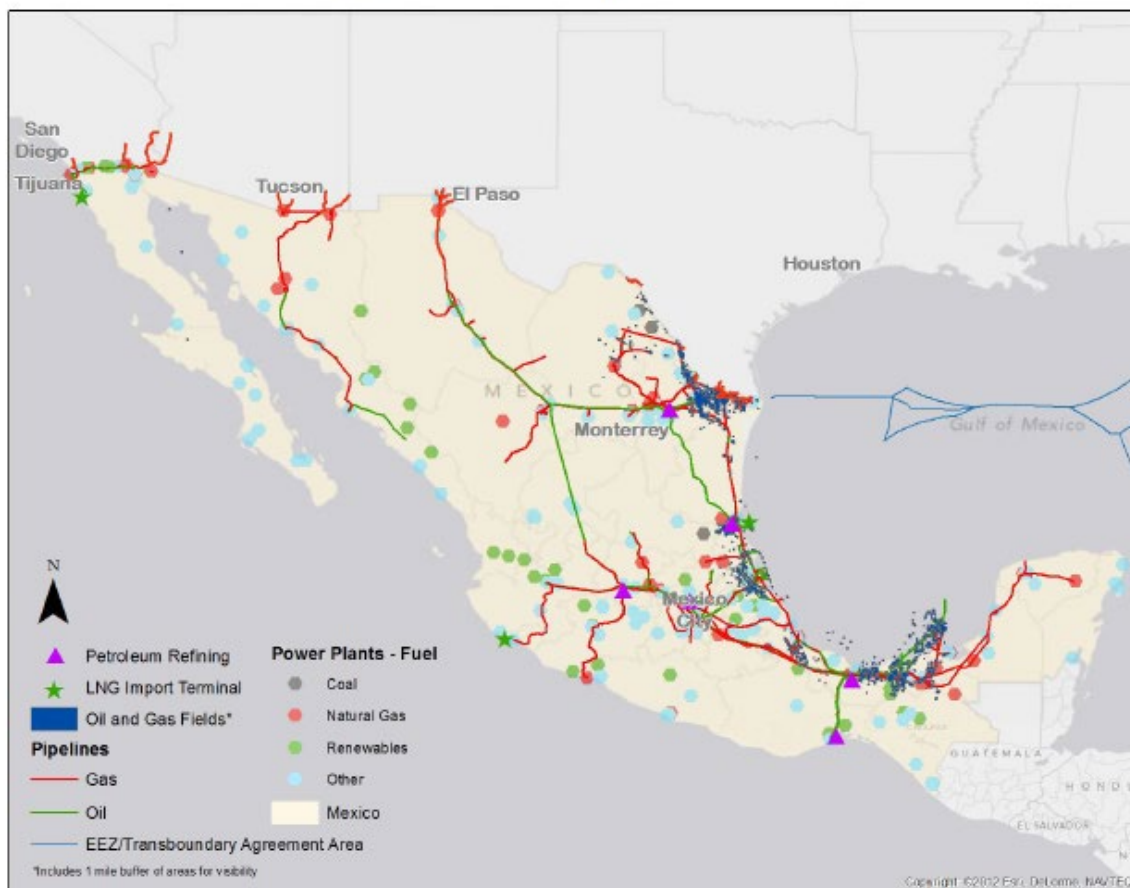 San
Diego
Tijuana
Tucson
El Paso
Houston
MEXICO
Monterrey
Gulf of Mexico
Mexico
City
GUATEMALA
EL SALVADOR
N
Petroleum Refining
LNG Import Terminal
Oil and Gas Fields*
Pipelines
Gas
Oil
EEZ/Transboundary Agreement Area
*Includes 1 mile buffer of areas for visibility
Power Plants - Fuel
Coal
Natural Gas
Renewables
Other
Mexico
Copyright: ©2012 Esri, DeLorme, NAVTEQ